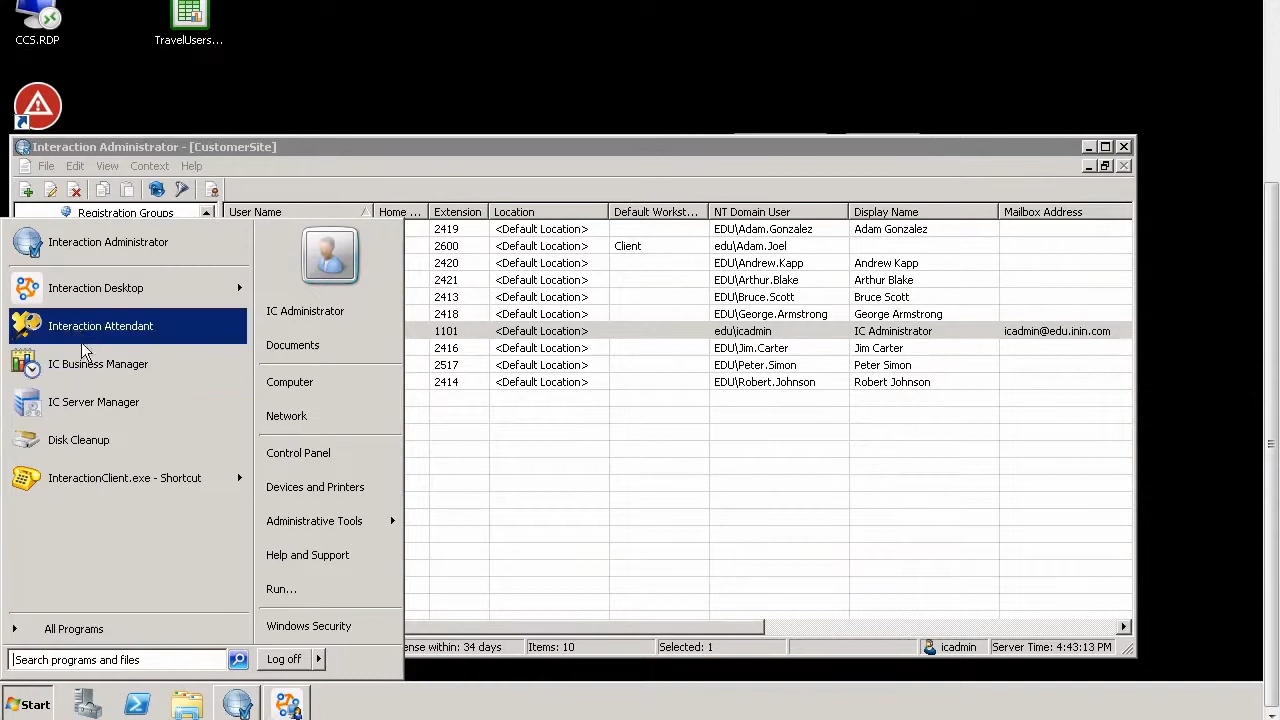 CCS.RDP
TravelUsers...
Interaction Administrator - [CustomerSite]
File Edit View Context Help
Registration Groups
User Name Home ... Extension Location Default Workst... NT Domain User Display Name Mailbox Address
2419 <Default Location> EDU\Adam.Gonzalez Adam Gonzalez
2600 <Default Location> Client edu\Adam.Joel
2420 <Default Location> EDU\Andrew.Kapp Andrew Kapp
2421 <Default Location> EDU\Arthur.Blake Arthur Blake
2413 <Default Location> EDU\Bruce.Scott Bruce Scott
2418 <Default Location> EDU\George.Armstrong George Armstrong
1101 <Default Location> edu\icadmin IC Administrator icadmin@edu.inin.com
2416 <Default Location> EDU\Jim.Carter Jim Carter
2517 <Default Location> EDU\Peter.Simon Peter Simon
2414 <Default Location> EDU\Robert.Johnson Robert Johnson
Interaction Administrator
Interaction Desktop
Interaction Attendant
IC Business Manager
IC Server Manager
Disk Cleanup
InteractionClient.exe - Shortcut
All Programs
Search programs and files
IC Administrator
Documents
Computer
Network
Control Panel
Devices and Printers
Administrative Tools
Help and Support
Run...
Windows Security
Log off
ense within: 34 days Items: 10 Selected: 1 icadmin Server Time: 4:43:13 PM
Start